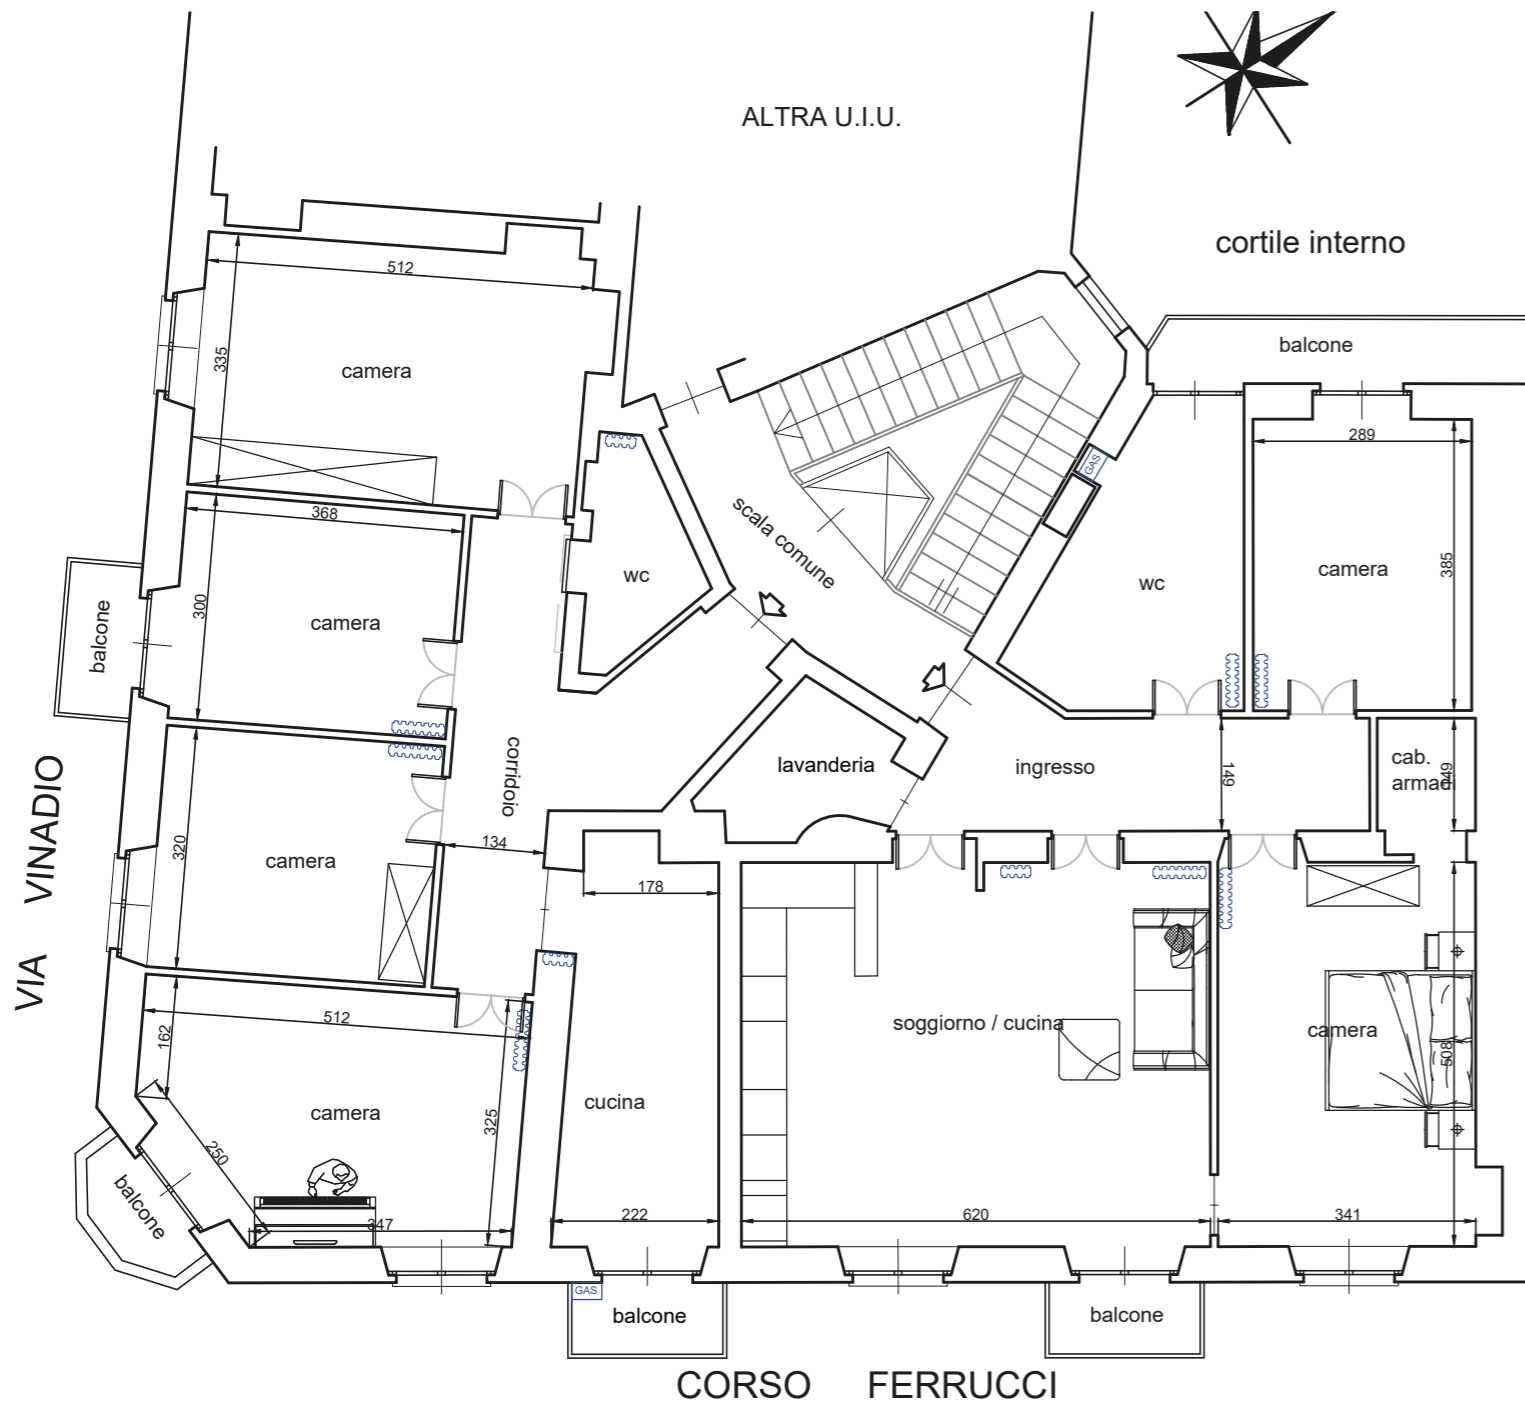 ALTRA U.I.U.
cortile interno
512
balcone
335
camera
289
368
GAS
scala comune
300
camera
wc
wc
camera
385
balcone
corridoio
lavanderia
ingresso
149
cab.
armadi
149
320
camera
134
178
VIA VINADIO
512
162
soggiorno / cucina
camera
508
camera
325
cucina
250
balcone
347
222
620
341
GAS
balcone
balcone
CORSO FERRUCCI